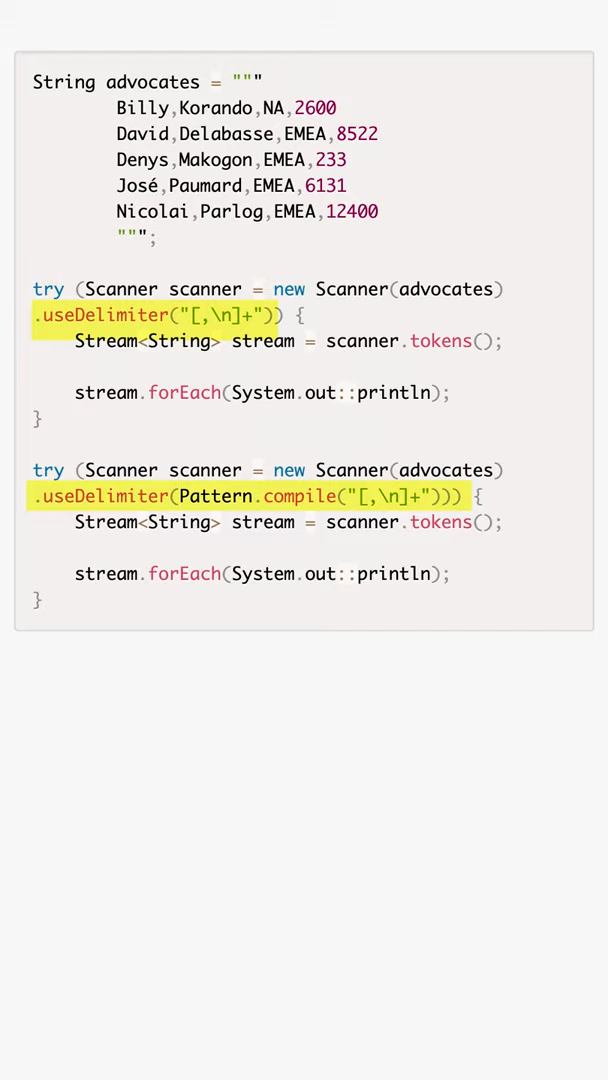 String advocates = """
Billy,Korando,NA,2600
David,Delabasse,EMEA,8522
Denys,Makogon,EMEA,233
José,Paumard,EMEA,6131
Nicolai,Parlog,EMEA,12400
""";
try (Scanner scanner = new Scanner(advocates)
.useDelimiter("[,\n]+")) {
Stream<String> stream = scanner.tokens();
stream.forEach(System.out::println);
}
try (Scanner scanner = new Scanner(advocates)
.useDelimiter(Pattern.compile("[,\n]+"))) {
Stream<String> stream = scanner.tokens();
stream.forEach(System.out::println);
}